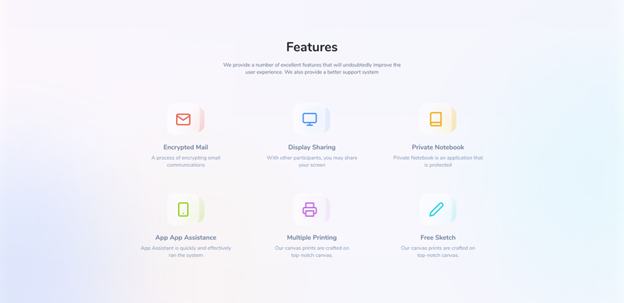 Features
We provide a number of excellent features that will undoubtedly improve the
user experience. We also provide a better support system
Encrypted Mail
A process of encrypting email
communications
Display Sharing
With other participants, you may share
your screen
Private Notebook
Private Notebook is an application that
is protected
App App Assistance
App Assistant is quickly and effectively
ran the system
Multiple Printing
Our canvas prints are crafted on
top-notch canvas.
Free Sketch
Our canvas prints are crafted on
top-notch canvas.